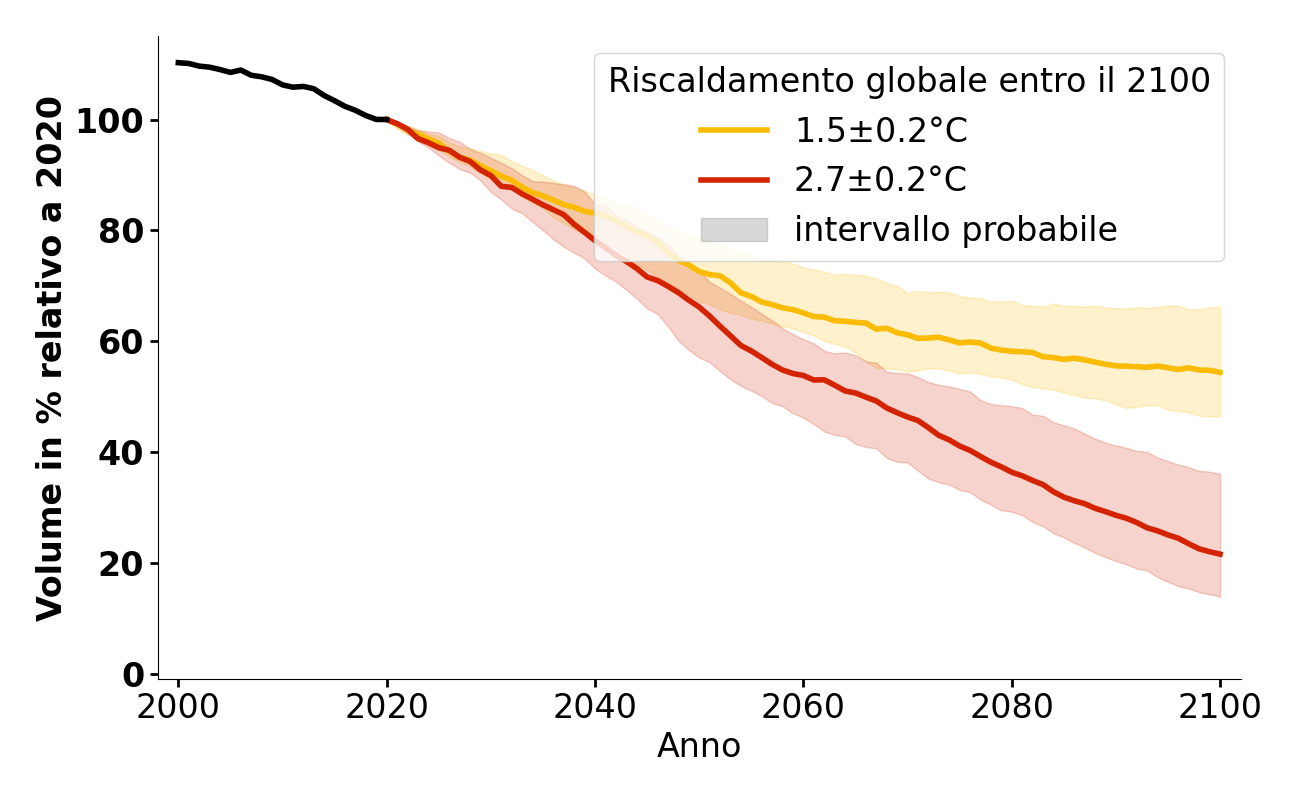 Volume in % relativo a 2020
100
80
60
40
20
0
Riscaldamento globale entro il 2100
1.5±0.2°C
2.7±0.2°C
intervallo probabile
2000 2020 2040 2060 2080 2100
Anno